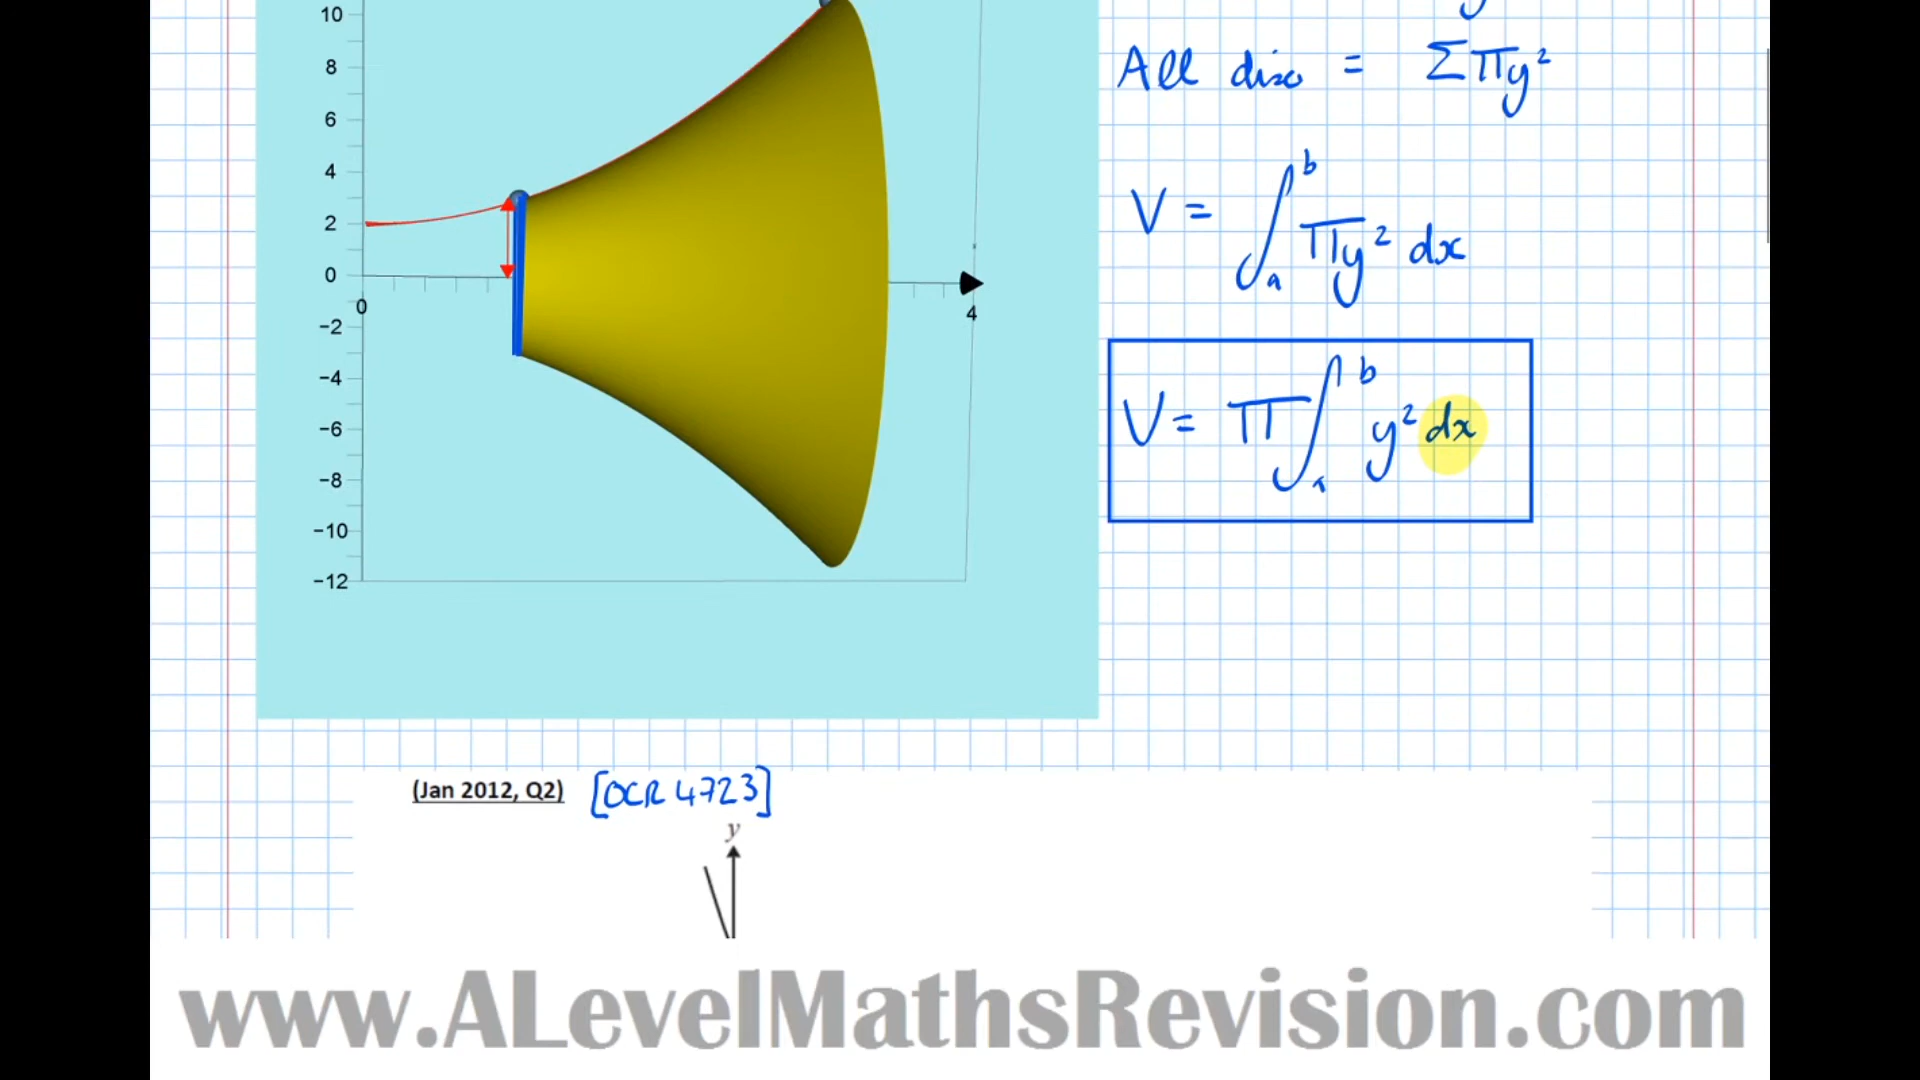 10
8
6
4
2
0
−2
−4
−6
−8
−10
−12
0
4
All discs = Σπy²
V = ∫ₐᵇ πy² dx
V = π ∫ₐᵇ y² dx
(Jan 2012, Q2) [OCR 4723]
y
www.ALevelMathsRevision.com